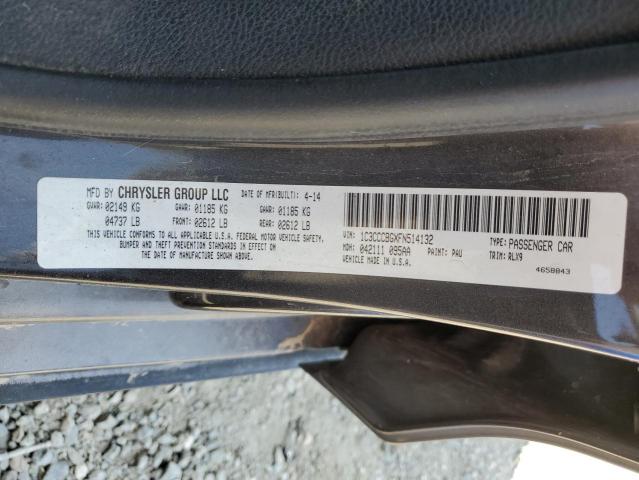 MFD BY CHRYSLER GROUP LLC DATE OF MFR(BUILT): 4-14
GVWR: 02149 KG GAWR: 01185 KG GAWR: 01185 KG
04737 LB FRONT: 02612 LB REAR: 02612 LB
THIS VEHICLE CONFORMS TO ALL APPLICABLE FEDERAL MOTOR VEHICLE SAFETY,
BUMPER AND THEFT PREVENTION STANDARDS IN EFFECT ON
THE DATE OF MANUFACTURE SHOWN ABOVE.
VIN: 1C3CCCBGXFN514132 TYPE: PASSENGER CAR
MDH: 042111 095AA PAINT: PAU TRIM: RLX9
VEHICLE MADE IN U.S.A. 4658843